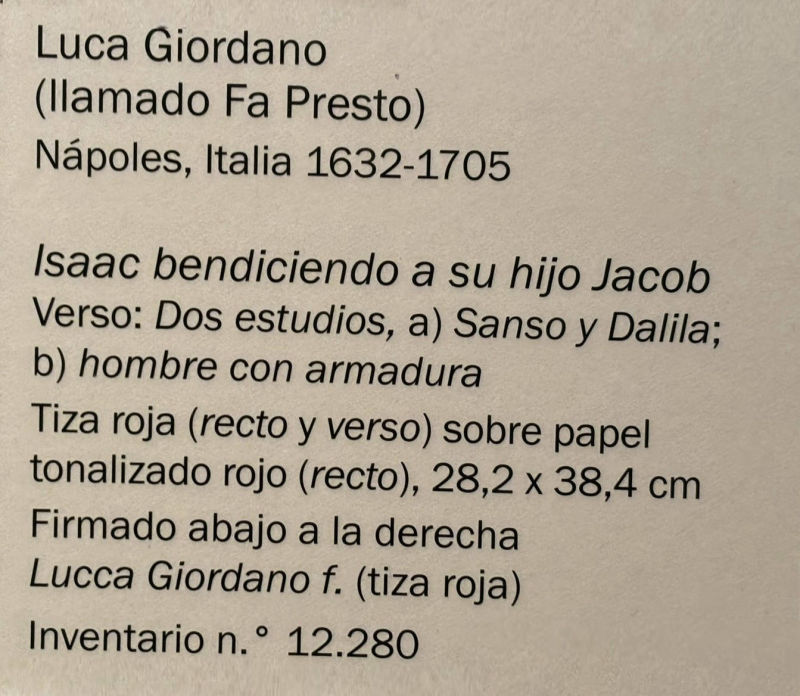 Luca Giordano
(llamado Fa Presto)
Nápoles, Italia 1632-1705
Isaac bendiciendo a su hijo Jacob
Verso: Dos estudios, a) Sanso y Dalila;
b) hombre con armadura
Tiza roja (recto y verso) sobre papel
tonalizado rojo (recto), 28,2 x 38,4 cm
Firmado abajo a la derecha
Lucca Giordano f. (tiza roja)
Inventario n.° 12.280